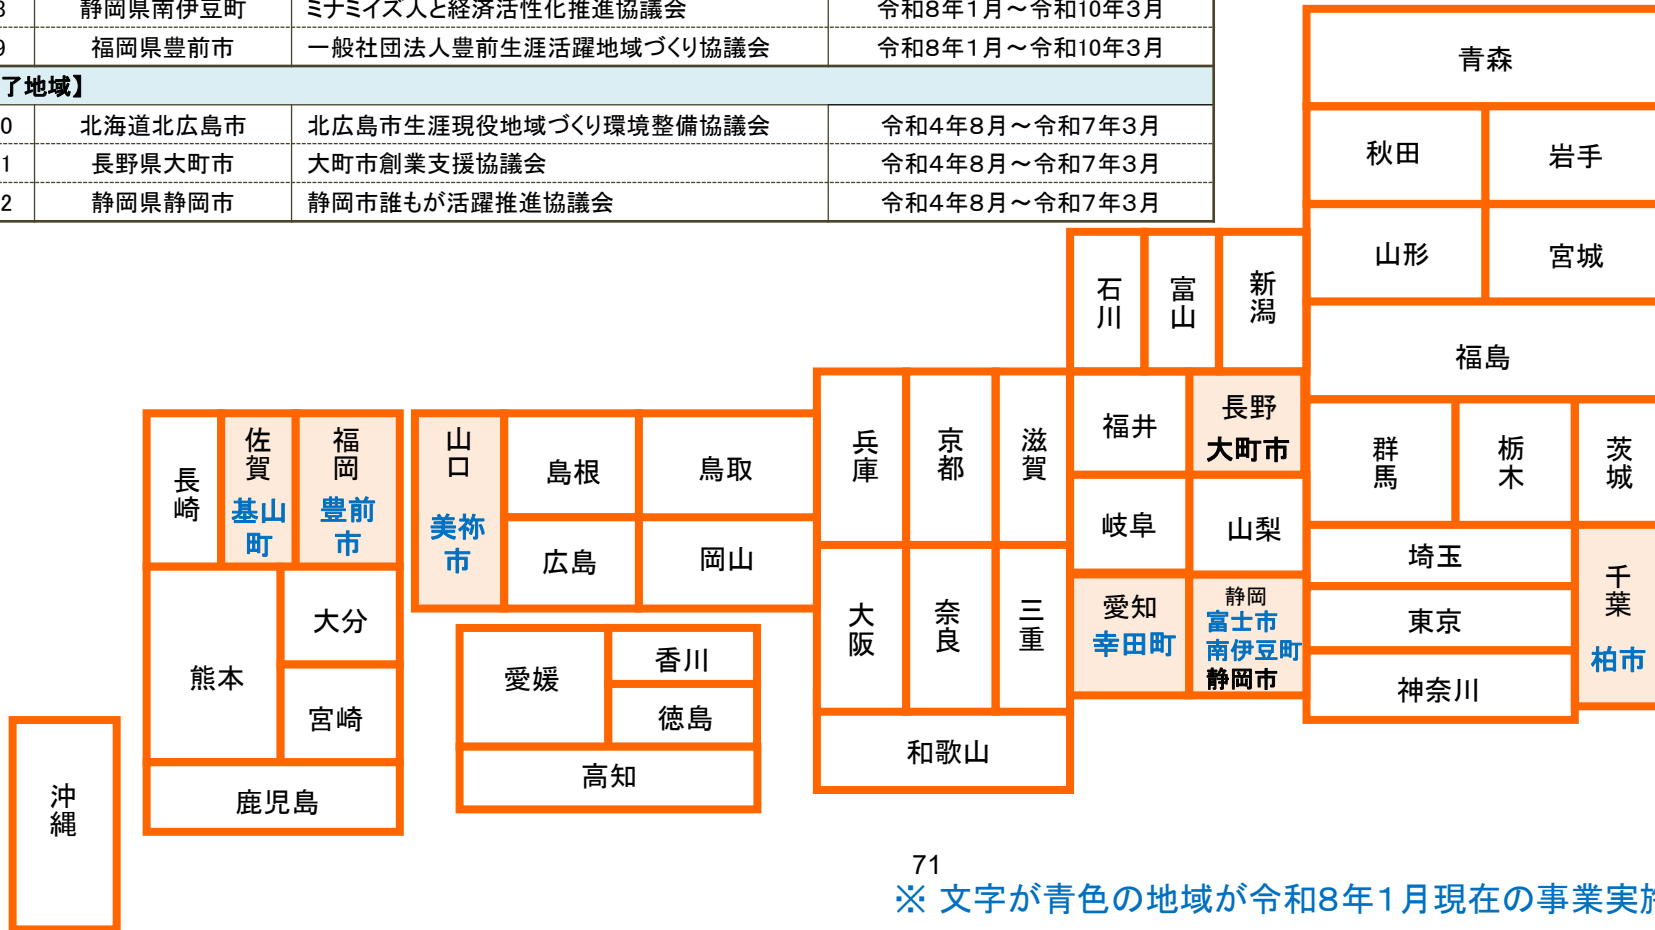 8 静岡県南伊豆町 ミナミイズ人と経済活性化推進協議会 令和8年1月～令和10年3月
9 福岡県豊前市 一般社団法人豊前生涯活躍地域づくり協議会 令和8年1月～令和10年3月
了地域】
0 北海道北広島市 北広島市生涯現役地域づくり環境整備協議会 令和4年8月～令和7年3月
1 長野県大町市 大町市創業支援協議会 令和4年8月～令和7年3月
2 静岡県静岡市 静岡市誰もが活躍推進協議会 令和4年8月～令和7年3月
青森
秋田
岩手
山形
宮城
石川
富山
新潟
福島
福井
長野
大町市
群馬
栃木
茨城
岐阜
山梨
埼玉
千葉
柏市
東京
神奈川
愛知
幸田町
静岡
富士市
南伊豆町
静岡市
兵庫
京都
滋賀
大阪
奈良
三重
和歌山
山口
美祢
市
島根
鳥取
広島
岡山
愛媛
香川
徳島
高知
長崎
佐賀
基山
町
福岡
豊前
市
熊本
大分
宮崎
鹿児島
沖縄
71
※ 文字が青色の地域が令和8年1月現在の事業実施